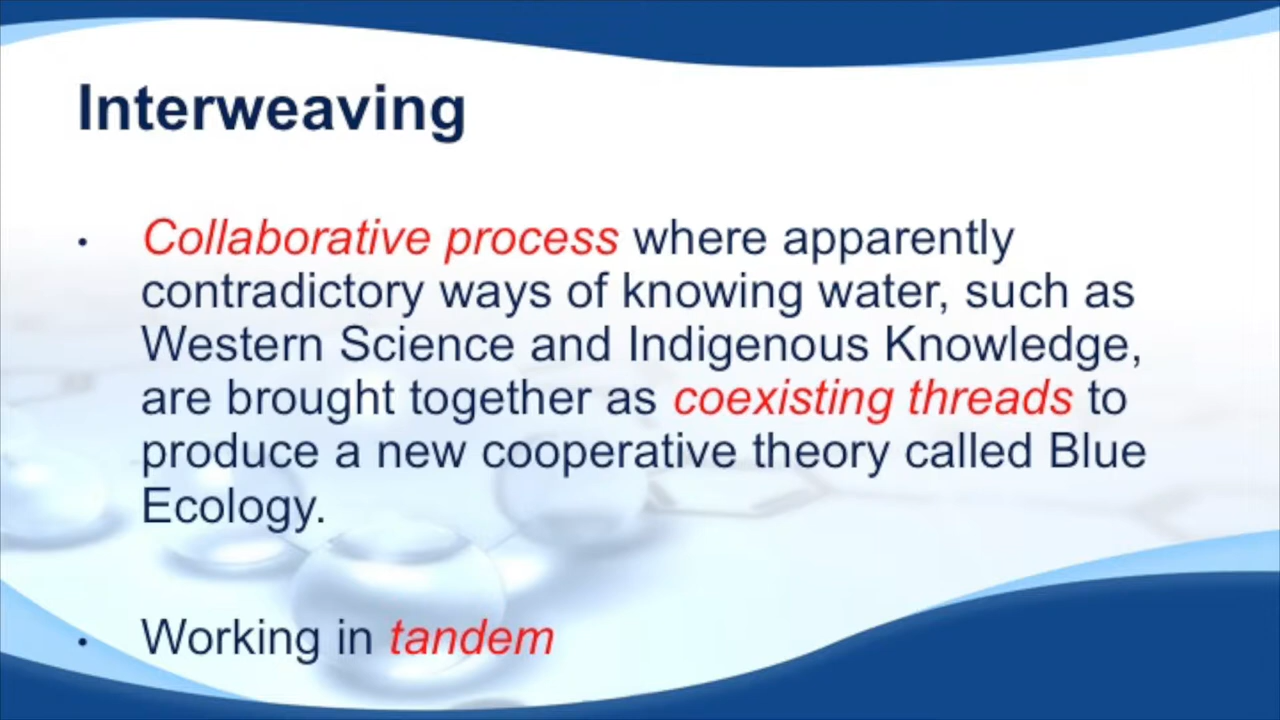 Interweaving
• Collaborative process where apparently
contradictory ways of knowing water, such as
Western Science and Indigenous Knowledge,
are brought together as coexisting threads to
produce a new cooperative theory called Blue
Ecology.
• Working in tandem